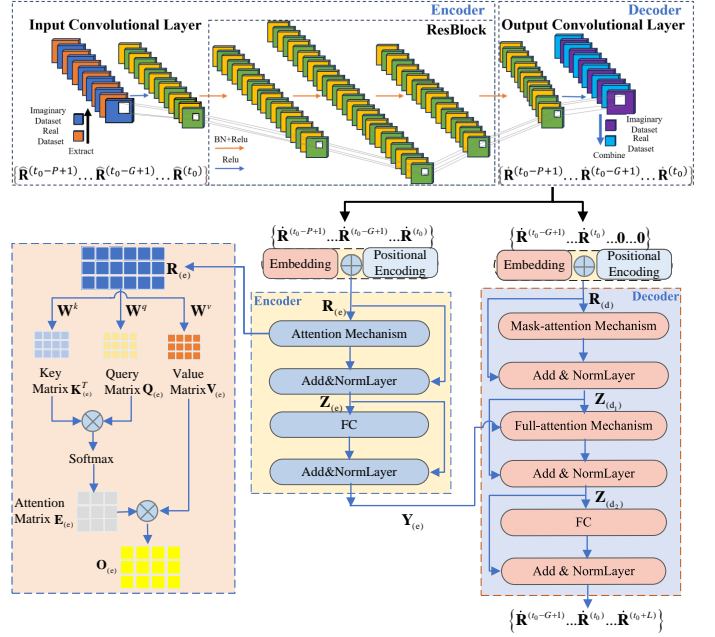 Encoder
Decoder
Input Convolutional Layer
ResBlock
Output Convolutional Layer
Imaginary
Dataset
Real
Dataset
Extract
BN+Relu
Relu
Imaginary
Dataset
Real
Dataset
Combine
{R̂^(t₀−P+1) ... R̂^(t₀−G+1) ... R̂^(t₀)}
{Ṙ^(t₀−P+1) ... Ṙ^(t₀−G+1) ... Ṙ^(t₀)}
{Ṙ^(t₀−P+1) ... Ṙ^(t₀−G+1) ... Ṙ^(t₀)}
{Ṙ^(t₀−G+1) ... Ṙ^(t₀) ... 0...0}
Embedding
Positional
Encoding
Embedding
Positional
Encoding
R(e)
W^k
W^q
W^v
Key
Matrix K^T(e)
Query
Matrix Q(e)
Value
Matrix V(e)
Softmax
Attention
Matrix E(e)
O(e)
Encoder
R(e)
Attention Mechanism
Add&NormLayer
Z(e)
FC
Add&NormLayer
Y(e)
R(d)
Decoder
Mask-attention Mechanism
Add & NormLayer
Z(d₁)
Full-attention Mechanism
Add & NormLayer
Z(d₂)
FC
Add & NormLayer
{Ṙ^(t₀−G+1) ... Ṙ^(t₀) ... Ṙ^(t₀+L)}